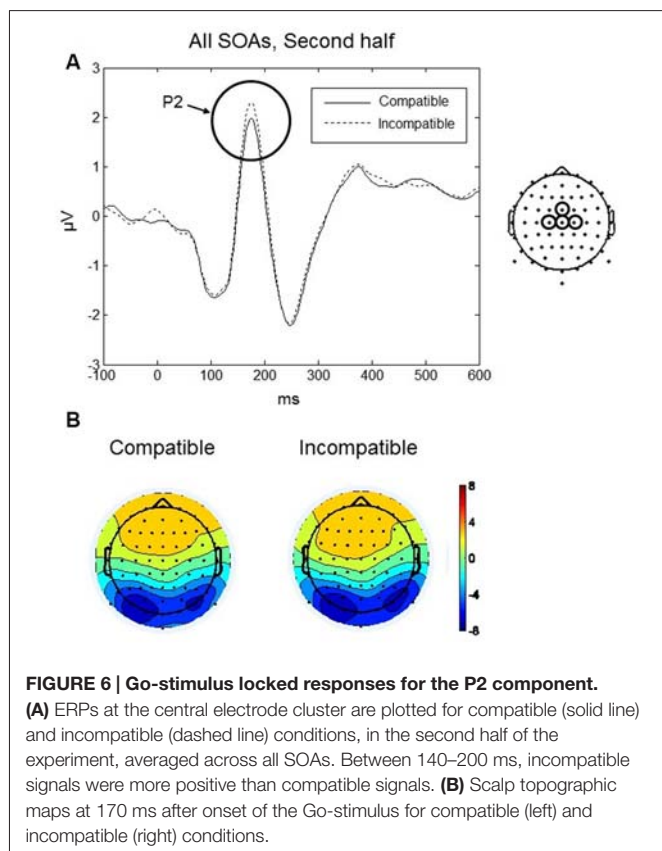 All SOAs, Second half
A
3
P2
Compatible
Incompatible
2
1
0
µV
-1
-2
-3
-100 0 100 200 300 400 500 600
ms
B
Compatible Incompatible
8
4
0
-4
-8
FIGURE 6 | Go-stimulus locked responses for the P2 component.
(A) ERPs at the central electrode cluster are plotted for compatible (solid line)
and incompatible (dashed line) conditions, in the second half of the
experiment, averaged across all SOAs. Between 140–200 ms, incompatible
signals were more positive than compatible signals. (B) Scalp topographic
maps at 170 ms after onset of the Go-stimulus for compatible (left) and
incompatible (right) conditions.